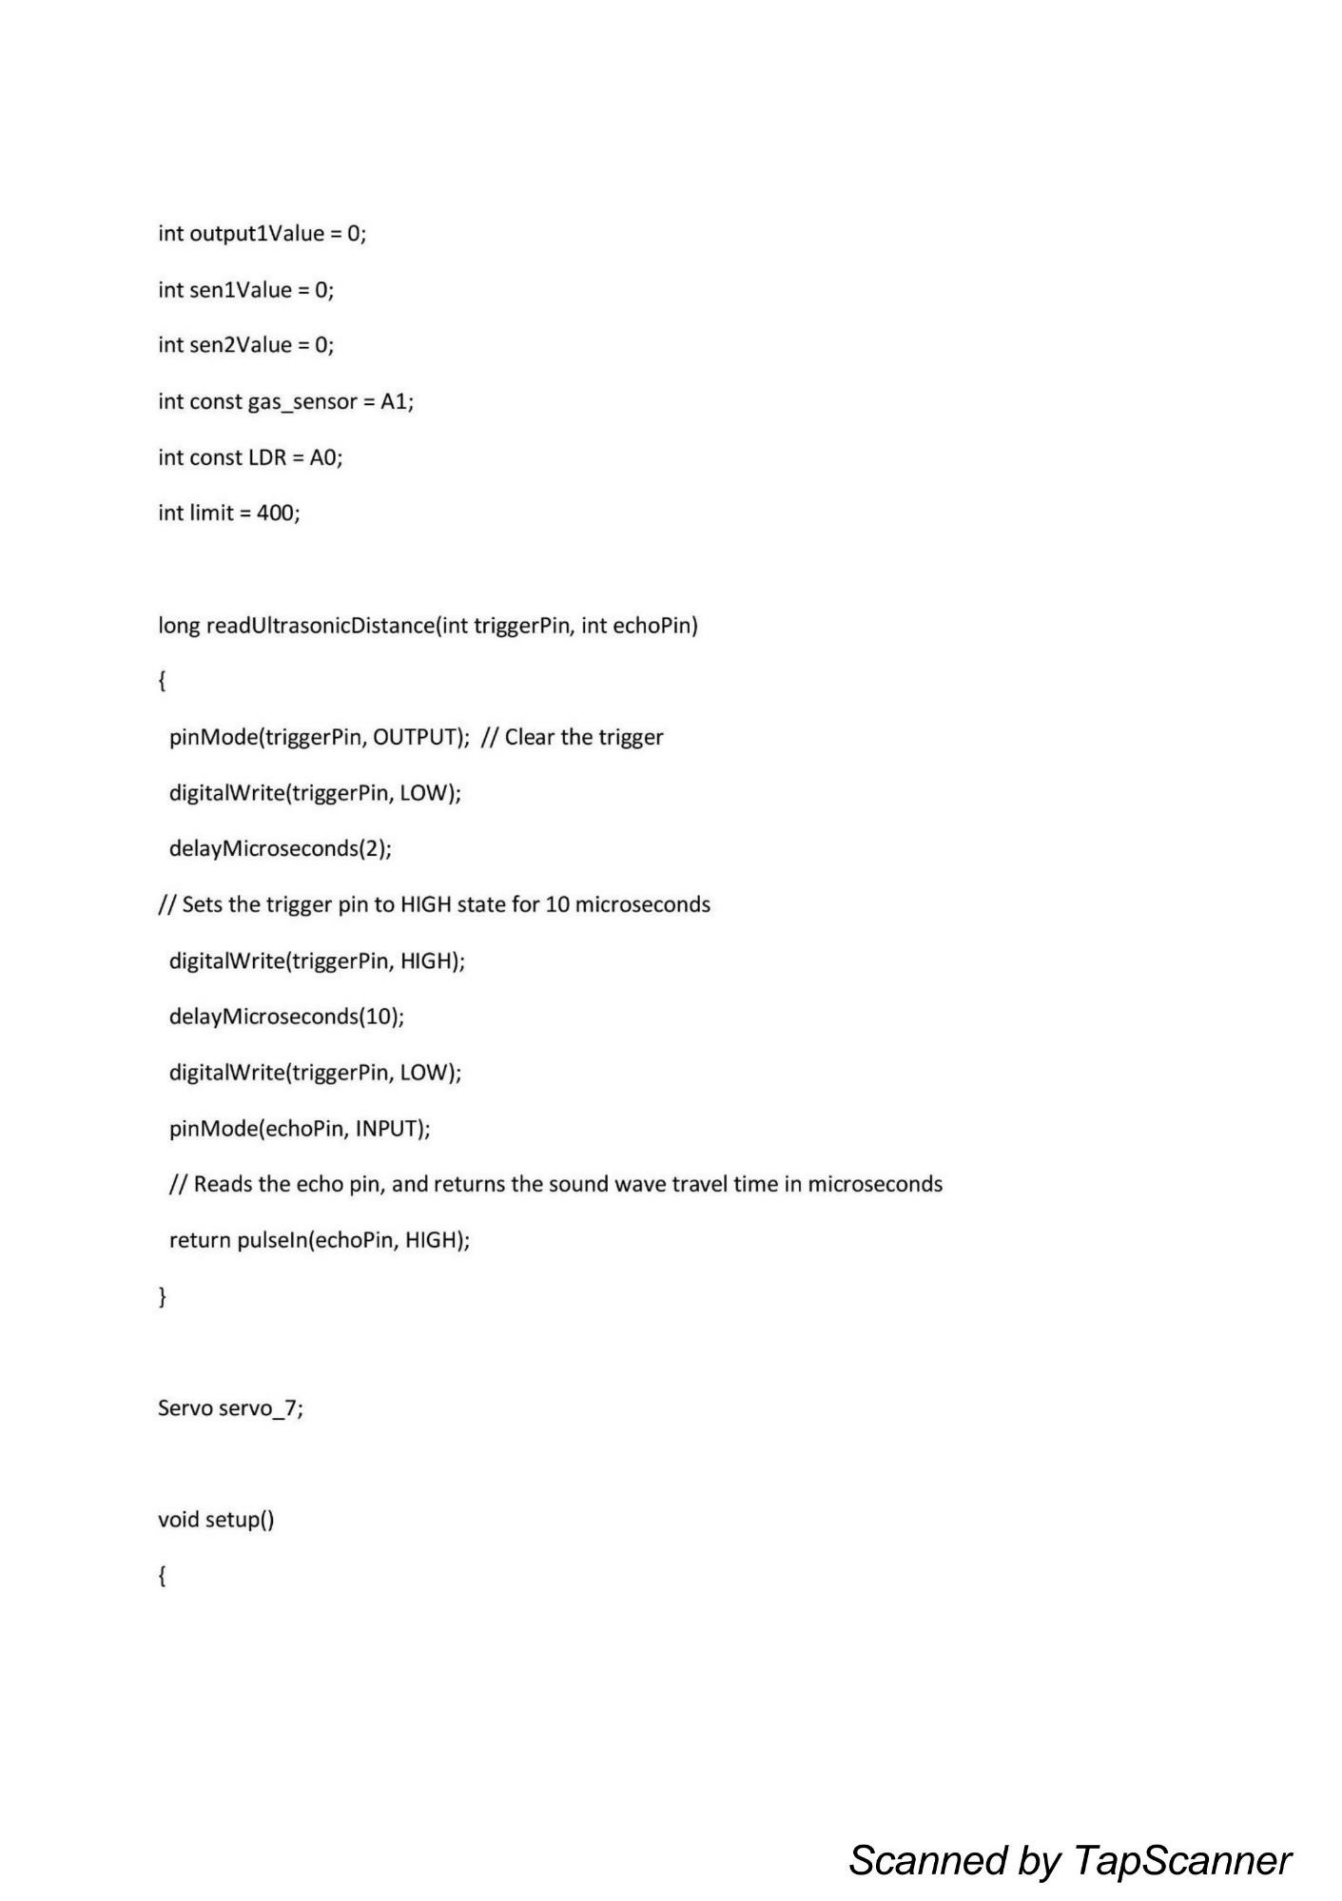 int output1Value = 0;
int sen1Value = 0;
int sen2Value = 0;
int const gas_sensor = A1;
int const LDR = A0;
int limit = 400;
long readUltrasonicDistance(int triggerPin, int echoPin)
{
pinMode(triggerPin, OUTPUT);  // Clear the trigger
digitalWrite(triggerPin, LOW);
delayMicroseconds(2);
// Sets the trigger pin to HIGH state for 10 microseconds
digitalWrite(triggerPin, HIGH);
delayMicroseconds(10);
digitalWrite(triggerPin, LOW);
pinMode(echoPin, INPUT);
// Reads the echo pin, and returns the sound wave travel time in microseconds
return pulseIn(echoPin, HIGH);
}
Servo servo_7;
void setup()
{
Scanned by TapScanner